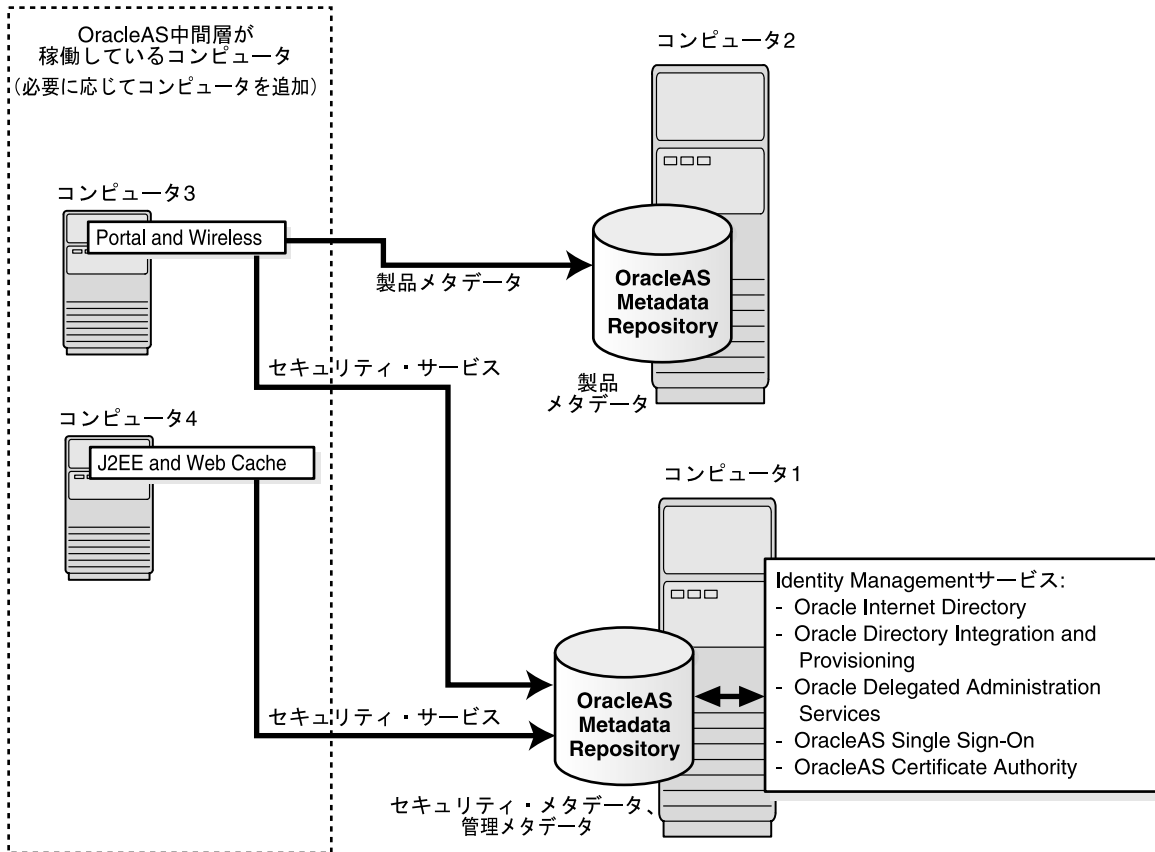 OracleAS中間層が
稼働しているコンピュータ
(必要に応じてコンピュータを追加)
コンピュータ2
コンピュータ3
Portal and Wireless
製品メタデータ
OracleAS
Metadata
Repository
製品
メタデータ
セキュリティ・サービス
コンピュータ4
J2EE and Web Cache
コンピュータ1
Identity Managementサービス:
- Oracle Internet Directory
- Oracle Directory Integration and
Provisioning
- Oracle Delegated Administration
Services
- OracleAS Single Sign-On
- OracleAS Certificate Authority
OracleAS
Metadata
Repository
セキュリティ・サービス
セキュリティ・メタデータ、
管理メタデータ